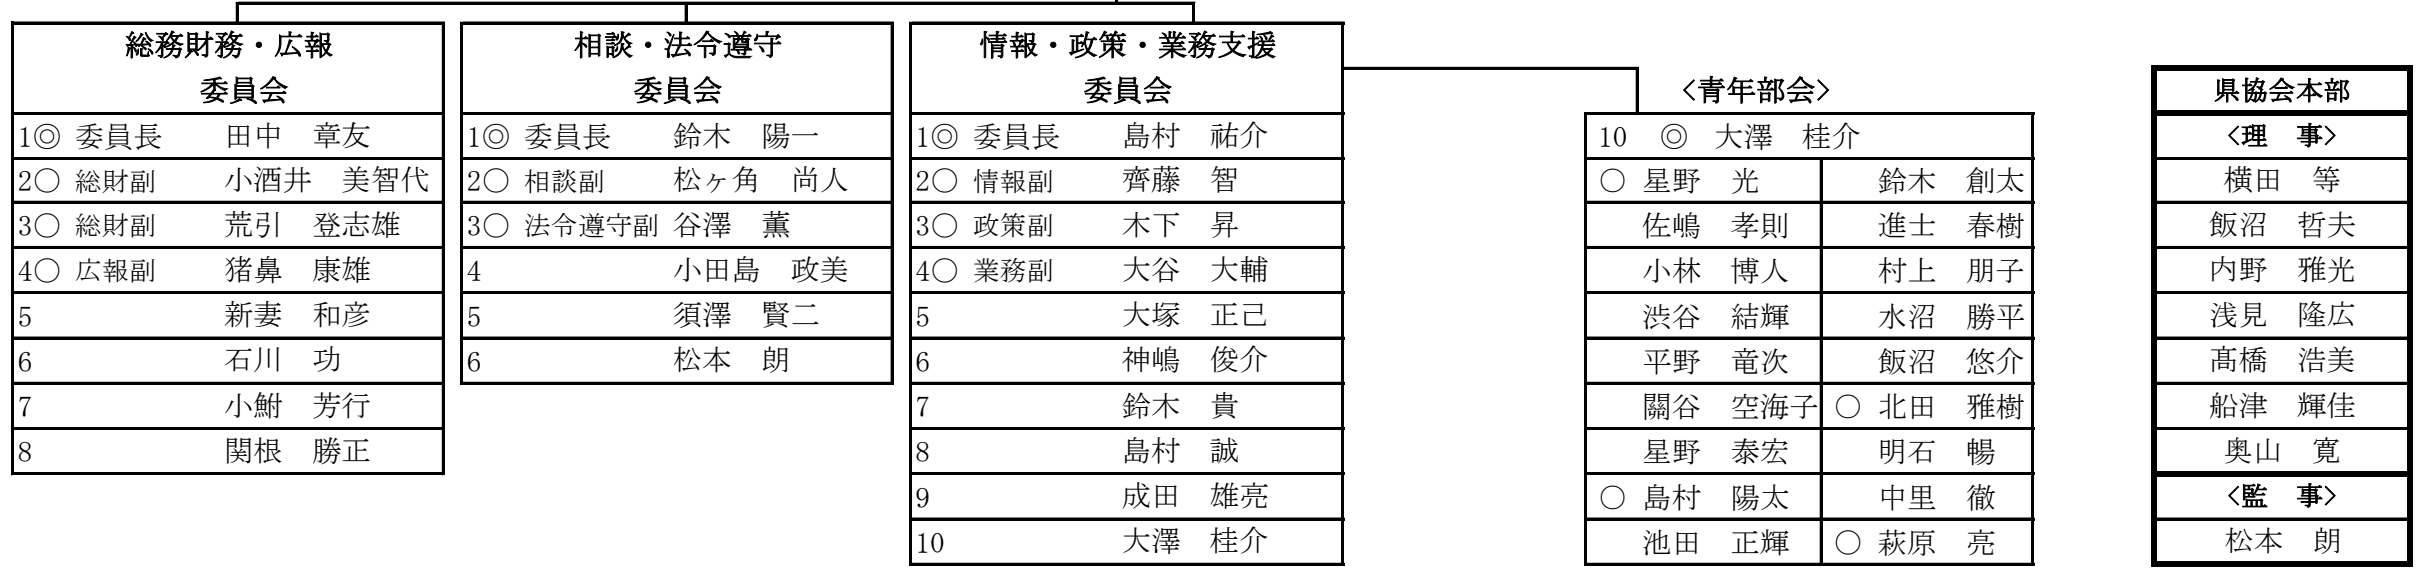 総務財務・広報
委員会
1◎ 委員長 田中 章友
2○ 総財副 小酒井 美智代
3○ 総財副 荒引 登志雄
4○ 広報副 猪鼻 康雄
5 新妻 和彦
6 石川 功
7 小鮒 芳行
8 関根 勝正
相談・法令遵守
委員会
1◎ 委員長 鈴木 陽一
2○ 相談副 松ヶ角 尚人
3○ 法令遵守副 谷澤 薫
4 小田島 政美
5 須澤 賢二
6 松本 朗
情報・政策・業務支援
委員会
1◎ 委員長 島村 祐介
2○ 情報副 齊藤 智
3○ 政策副 木下 昇
4○ 業務副 大谷 大輔
5 大塚 正己
6 神嶋 俊介
7 鈴木 貴
8 島村 誠
9 成田 雄亮
10 大澤 桂介
<青年部会>
10 ◎ 大澤 桂介
○ 星野 光 鈴木 創太
佐嶋 孝則 進士 春樹
小林 博人 村上 朋子
渋谷 結輝 水沼 勝平
平野 竜次 飯沼 悠介
關谷 空海子 ○ 北田 雅樹
星野 泰宏 明石 暢
○ 島村 陽太 中里 徹
池田 正輝 ○ 萩原 亮
県協会本部
<理 事>
横田 等
飯沼 哲夫
内野 雅光
浅見 隆広
髙橋 浩美
船津 輝佳
奥山 寛
<監 事>
松本 朗